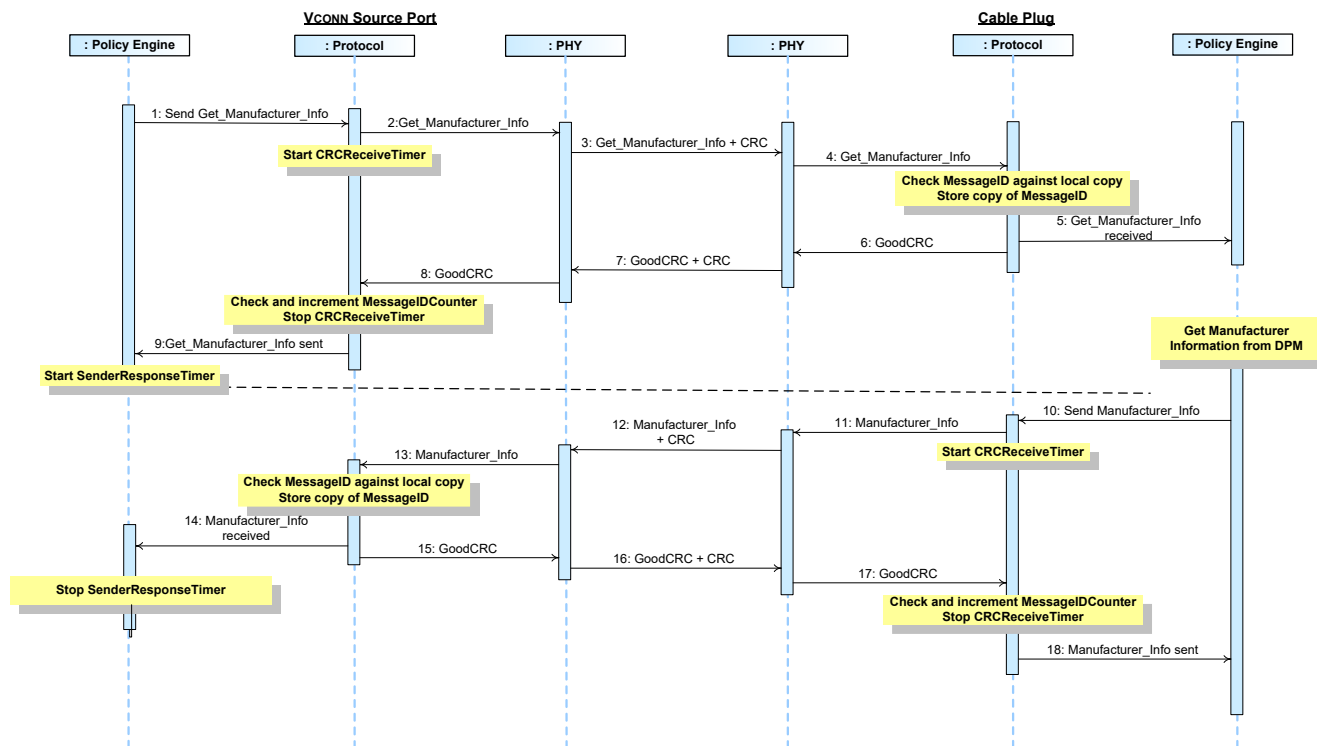 VCONN Source Port
Cable Plug
: Policy Engine
: Protocol
: PHY
: PHY
: Protocol
: Policy Engine
1: Send Get_Manufacturer_Info
2:Get_Manufacturer_Info
Start CRCReceiveTimer
3: Get_Manufacturer_Info + CRC
4: Get_Manufacturer_Info
Check MessageID against local copy
Store copy of MessageID
5: Get_Manufacturer_Info
received
6: GoodCRC
7: GoodCRC + CRC
8: GoodCRC
Check and increment MessageIDCounter
Stop CRCReceiveTimer
9:Get_Manufacturer_Info sent
Start SenderResponseTimer
Get Manufacturer
Information from DPM
10: Send Manufacturer_Info
11: Manufacturer_Info
Start CRCReceiveTimer
12: Manufacturer_Info
+ CRC
13: Manufacturer_Info
Check MessageID against local copy
Store copy of MessageID
14: Manufacturer_Info
received
15: GoodCRC
16: GoodCRC + CRC
17: GoodCRC
Stop SenderResponseTimer
Check and increment MessageIDCounter
Stop CRCReceiveTimer
18: Manufacturer_Info sent